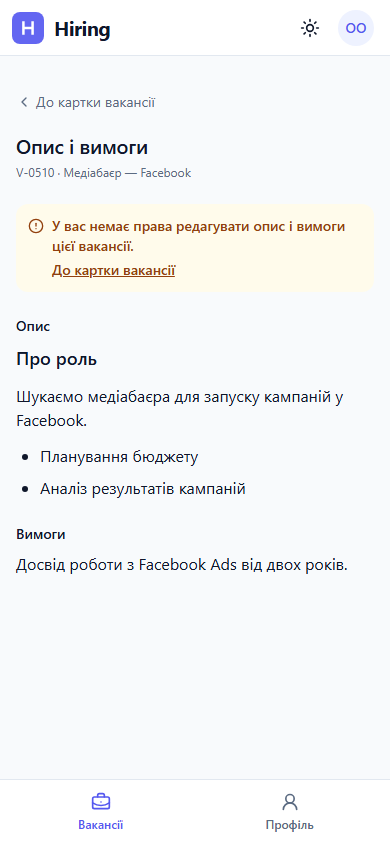 H Hiring OO
До картки вакансії
Опис і вимоги
V-0510 · Медіабаєр — Facebook
У вас немає права редагувати опис і вимоги
цієї вакансії.
До картки вакансії
Опис
Про роль
Шукаємо медіабаєра для запуску кампаній у
Facebook.
Планування бюджету
Аналіз результатів кампаній
Вимоги
Досвід роботи з Facebook Ads від двох років.
Вакансії Профіль